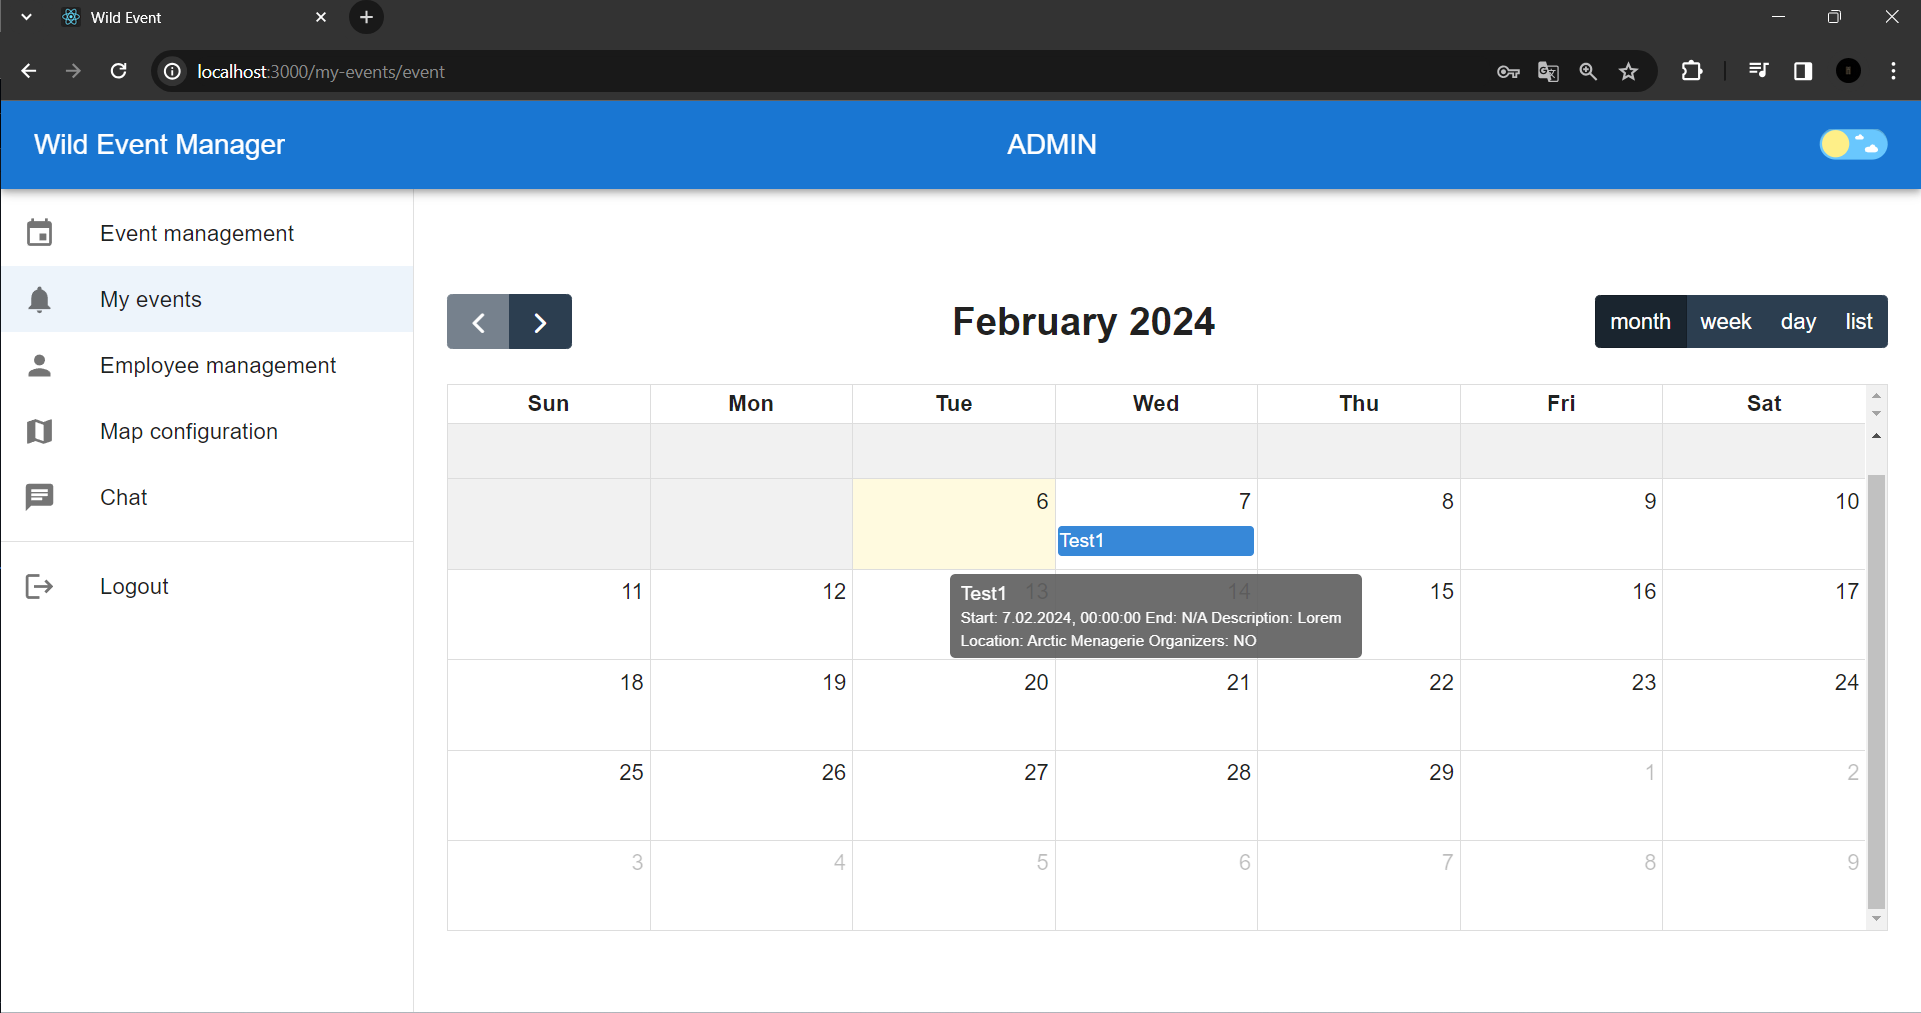 Wild Event
localhost:3000/my-events/event
Wild Event Manager
ADMIN
Event management
My events
Employee management
Map configuration
Chat
Logout
February 2024
month week day list
Sun Mon Tue Wed Thu Fri Sat
6 7 8 9 10
Test1
11 12 13 14 15 16 17
Test1
Start: 7.02.2024, 00:00:00 End: N/A Description: Lorem
Location: Arctic Menagerie Organizers: NO
18 19 20 21 22 23 24
25 26 27 28 29 1 2
3 4 5 6 7 8 9